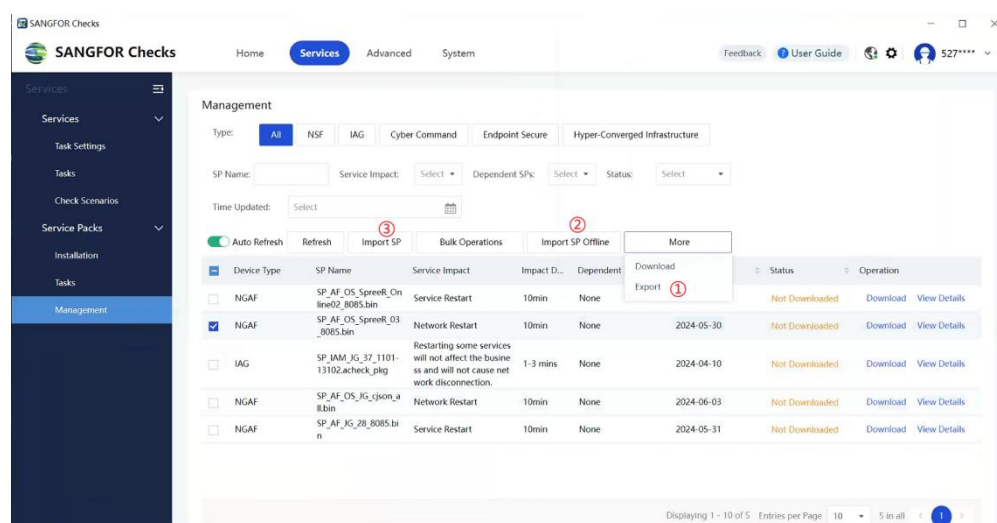 SANGFOR Checks
SANGFOR Checks Home Services Advanced System Feedback ? User Guide 527****
Services
Services
Task Settings
Tasks
Check Scenarios
Service Packs
Installation
Tasks
Management
Management
Type: All NSF IAG Cyber Command Endpoint Secure Hyper-Converged Infrastructure
SP Name: Service Impact: Select Dependent SPs: Select Status: Select
Time Updated: Select
③ ②
Auto Refresh Refresh Import SP Bulk Operations Import SP Offline More
Download
Export ①
Device Type SP Name Service Impact Impact D... Dependent Status Operation
NGAF SP_AF_OS_SpreeR_On
line02_8085.bin Service Restart 10min None Not Downloaded Download View Details
NGAF SP_AF_OS_SpreeR_03
_8085.bin Network Restart 10min None 2024-05-30 Not Downloaded Download View Details
IAG SP_IAM_JG_37_1101-
13102.acheck_pkg Restarting some services
will not affect the busine
ss and will not cause net
work disconnection. 1-3 mins None 2024-04-10 Not Downloaded Download View Details
NGAF SP_AF_OS_JG_cjson_a
ll.bin Network Restart 10min None 2024-06-03 Not Downloaded Download View Details
NGAF SP_AF_JG_28_8085.bi
n Service Restart 10min None 2024-05-31 Not Downloaded Download View Details
Displaying 1 - 10 of 5 Entries per Page 10 5 in all 1